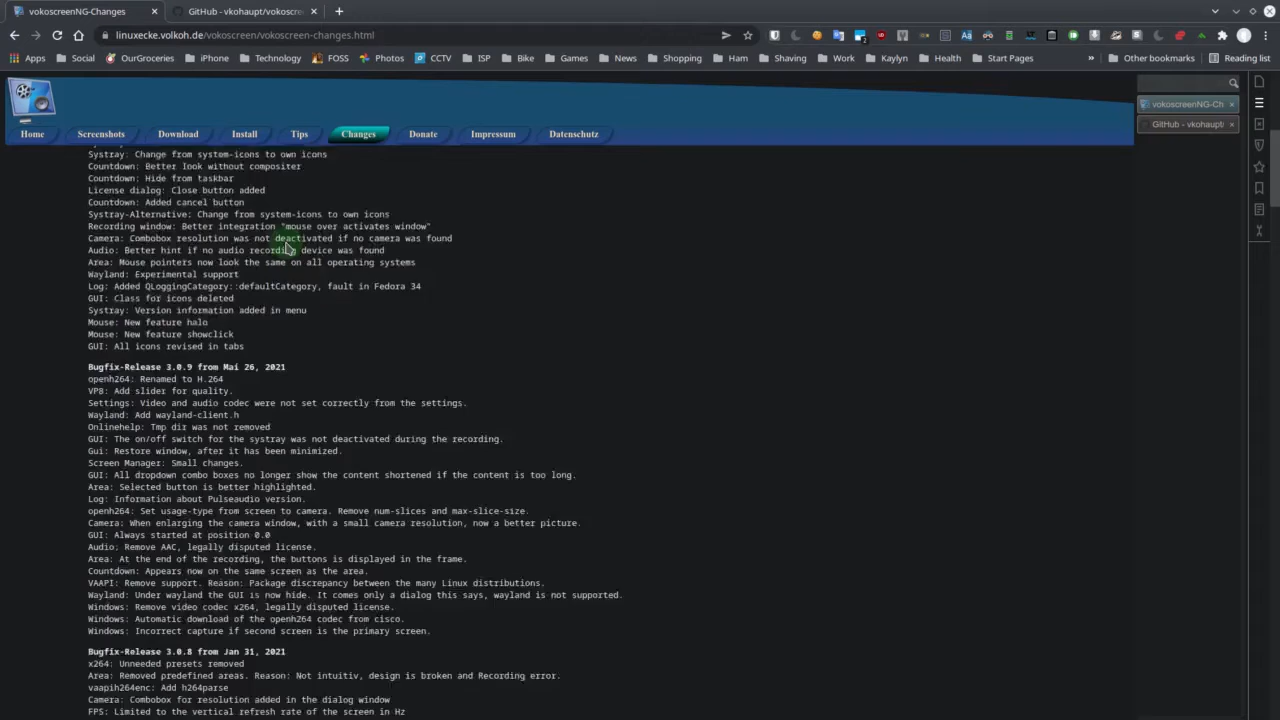 vokoscreenNG-Changes
GitHub - vkohaupt/vokoscre
linuxecke.volkoh.de/vokoscreen/vokoscreen-changes.html
Apps Social OurGroceries iPhone Technology FOSS Photos CCTV ISP Bike Games News Shopping Ham Shaving Work Kaylyn Health Start Pages » Other bookmarks Reading list
Home Screenshots Download Install Tips Changes Donate Impressum Datenschutz
vokoscreenNG-Ch
GitHub - vkohaupt/
Systray: Change from system-icons to own icons
Countdown: Better look without compositer
Countdown: Hide from taskbar
License dialog: Close button added
Countdown: Added cancel button
Systray-Alternative: Change from system-icons to own icons
Recording window: Better integration "mouse over activates window"
Camera: Combobox resolution was not deactivated if no camera was found
Audio: Better hint if no audio recording device was found
Area: Mouse pointers now look the same on all operating systems
Wayland: Experimental support
Log: Added QLoggingCategory::defaultCategory, fault in Fedora 34
GUI: Class for icons deleted
Systray: Version information added in menu
Mouse: New feature halo
Mouse: New feature showclick
GUI: All icons revised in tabs
Bugfix-Release 3.0.9 from Mai 26, 2021
openh264: Renamed to H.264
VP8: Add slider for quality.
Settings: Video and audio codec were not set correctly from the settings.
Wayland: Add wayland-client.h
Onlinehelp: Tmp dir was not removed
GUI: The on/off switch for the systray was not deactivated during the recording.
Gui: Restore window, after it has been minimized.
Screen Manager: Small changes.
GUI: All dropdown combo boxes no longer show the content shortened if the content is too long.
Area: Selected button is better highlighted.
Log: Information about Pulseaudio version.
openh264: Set usage-type from screen to camera. Remove num-slices and max-slice-size.
Camera: When enlarging the camera window, with a small camera resolution, now a better picture.
GUI: Always started at position 0.0
Audio: Remove AAC, legally disputed license.
Area: At the end of the recording, the buttons is displayed in the frame.
Countdown: Appears now on the same screen as the area.
VAAPI: Remove support. Reason: Package discrepancy between the many Linux distributions.
Wayland: Under wayland the GUI is now hide. It comes only a dialog this says, wayland is not supported.
Windows: Remove video codec x264, legally disputed license.
Windows: Automatic download of the openh264 codec from cisco.
Windows: Incorrect capture if second screen is the primary screen.
Bugfix-Release 3.0.8 from Jan 31, 2021
x264: Unneeded presets removed
Area: Removed predefined areas. Reason: Not intuitiv, design is broken and Recording error.
vaapih264enc: Add h264parse
Camera: Combobox for resolution added in the dialog window
FPS: Limited to the vertical refresh rate of the screen in Hz